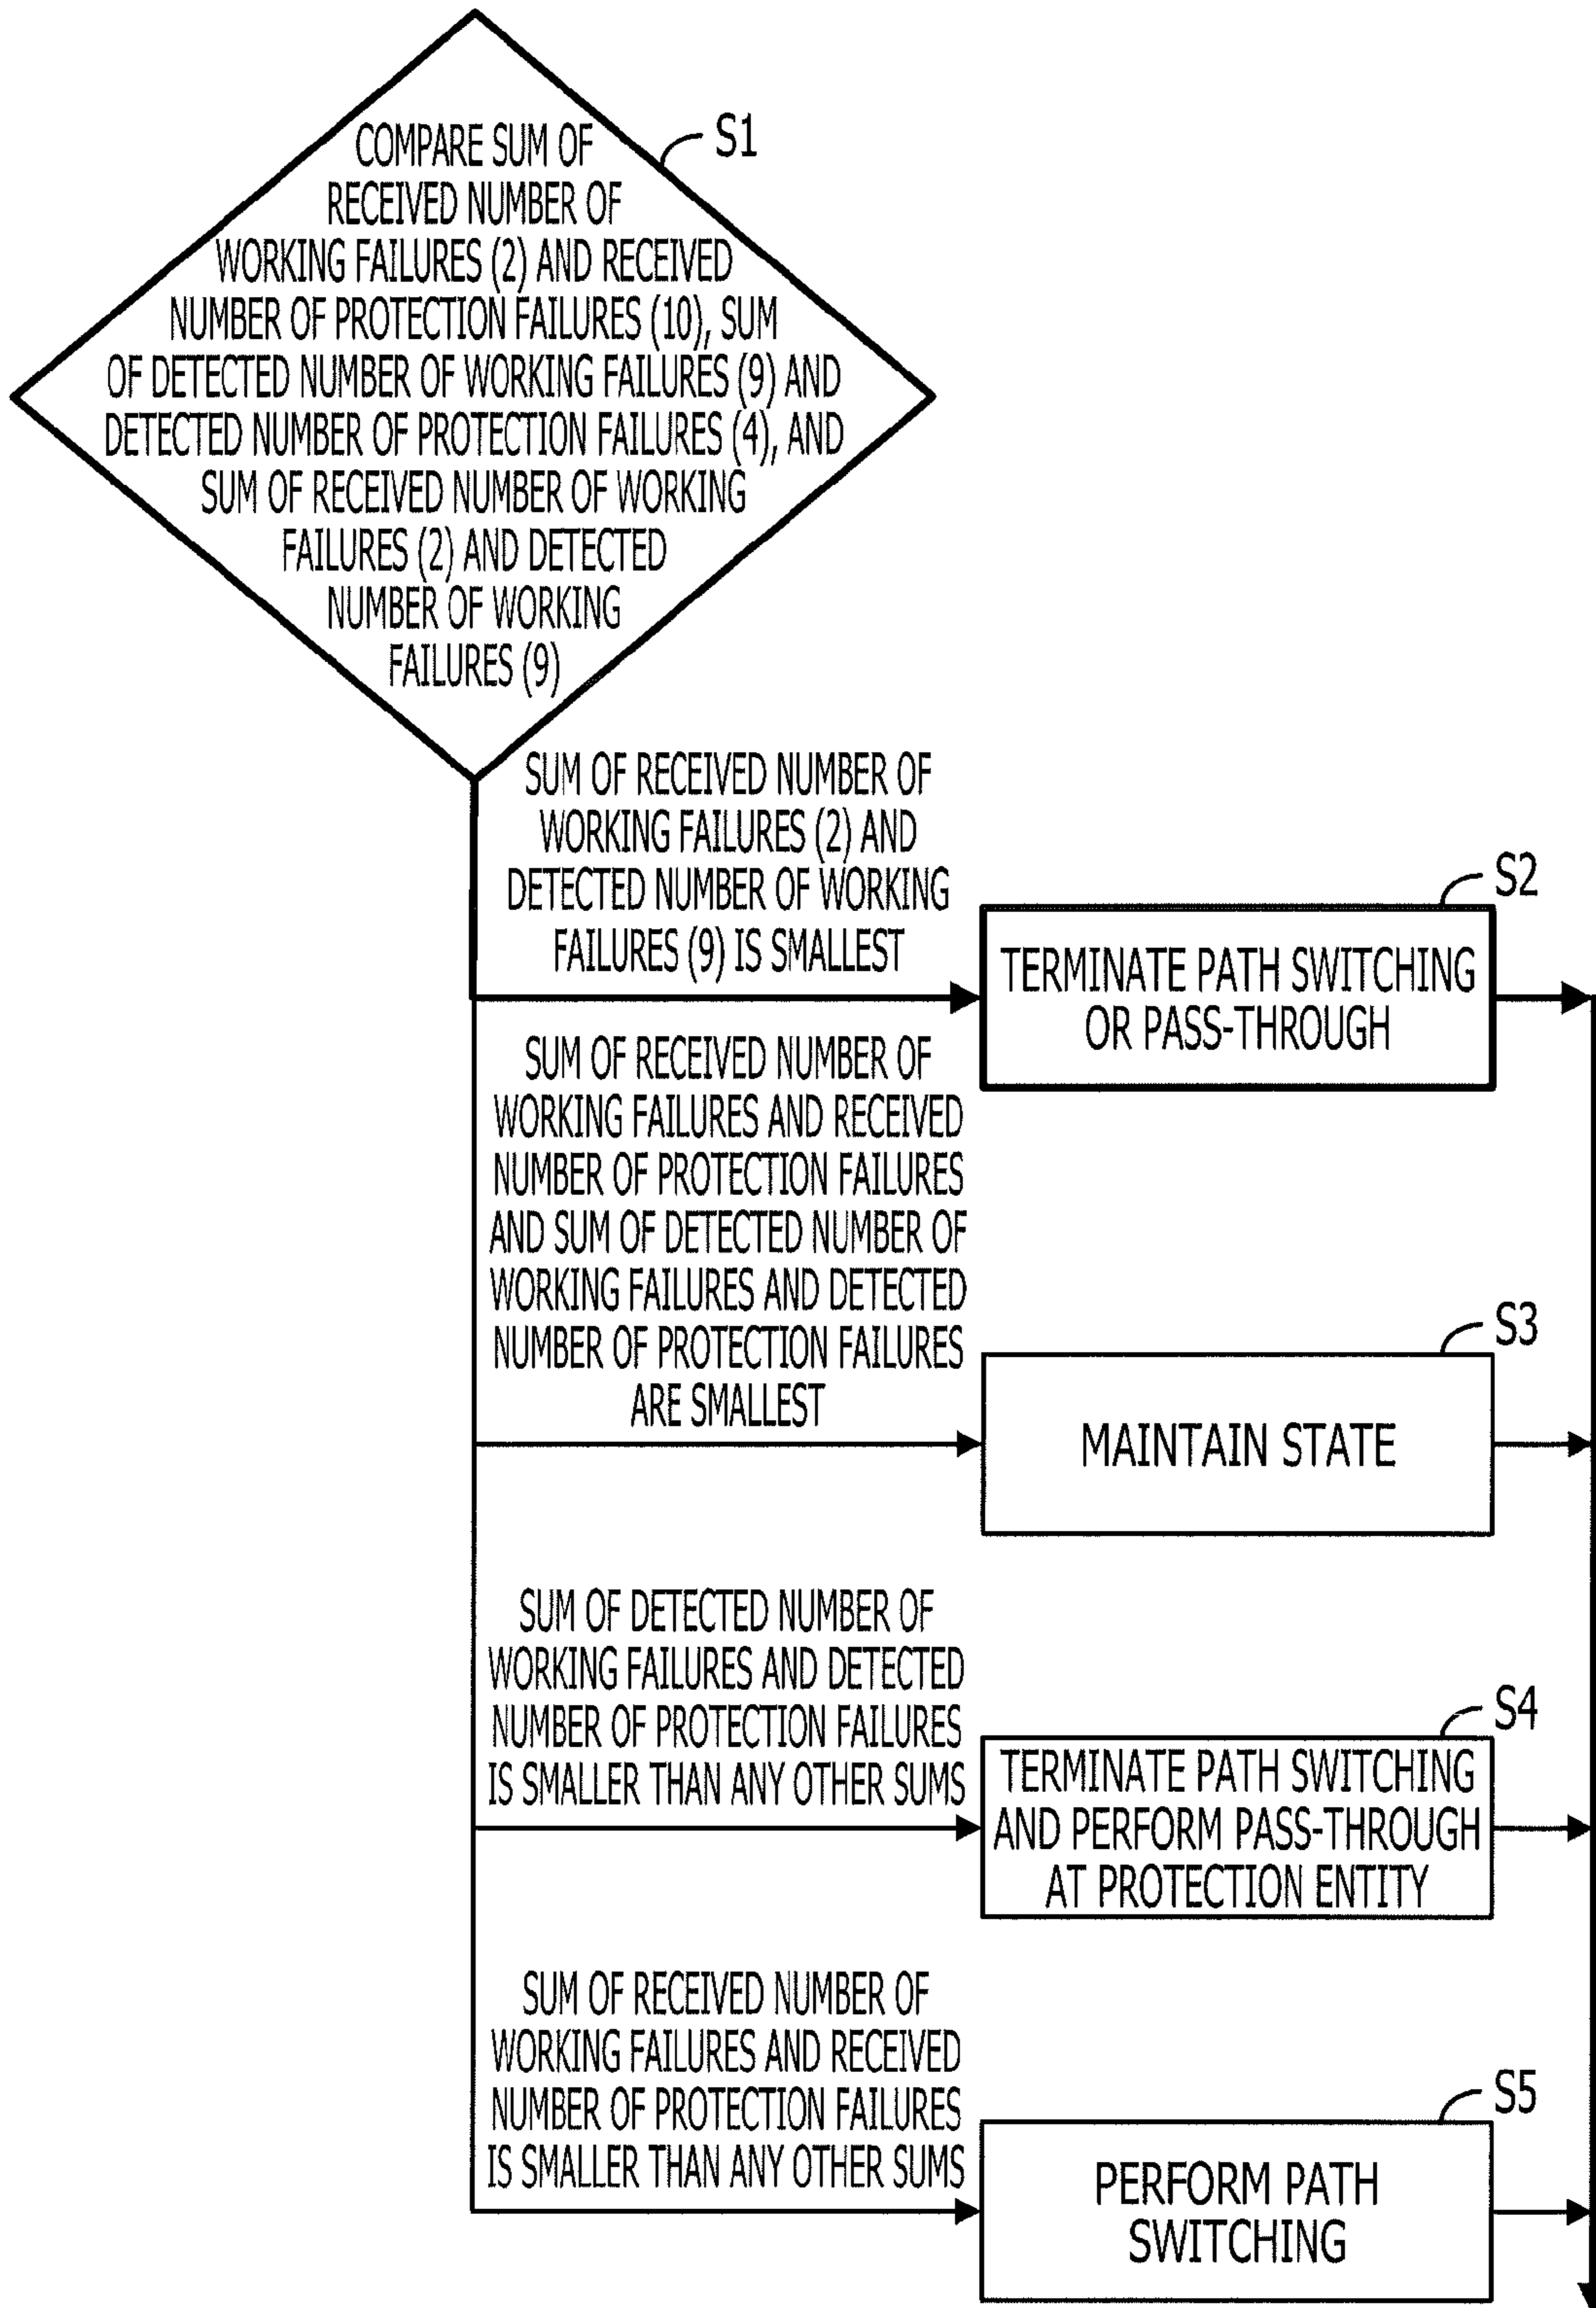 COMPARE SUM OF
RECEIVED NUMBER OF
WORKING FAILURES (2) AND RECEIVED
NUMBER OF PROTECTION FAILURES (10), SUM
OF DETECTED NUMBER OF WORKING FAILURES (9) AND
DETECTED NUMBER OF PROTECTION FAILURES (4), AND
SUM OF RECEIVED NUMBER OF WORKING
FAILURES (2) AND DETECTED
NUMBER OF WORKING
FAILURES (9)
S1
SUM OF RECEIVED NUMBER OF
WORKING FAILURES (2) AND
DETECTED NUMBER OF WORKING
FAILURES (9) IS SMALLEST
S2
TERMINATE PATH SWITCHING
OR PASS-THROUGH
SUM OF RECEIVED NUMBER OF
WORKING FAILURES AND RECEIVED
NUMBER OF PROTECTION FAILURES
AND SUM OF DETECTED NUMBER OF
WORKING FAILURES AND DETECTED
NUMBER OF PROTECTION FAILURES
ARE SMALLEST
S3
MAINTAIN STATE
SUM OF DETECTED NUMBER OF
WORKING FAILURES AND DETECTED
NUMBER OF PROTECTION FAILURES
IS SMALLER THAN ANY OTHER SUMS
S4
TERMINATE PATH SWITCHING
AND PERFORM PASS-THROUGH
AT PROTECTION ENTITY
SUM OF RECEIVED NUMBER OF
WORKING FAILURES AND RECEIVED
NUMBER OF PROTECTION FAILURES
IS SMALLER THAN ANY OTHER SUMS
S5
PERFORM PATH
SWITCHING